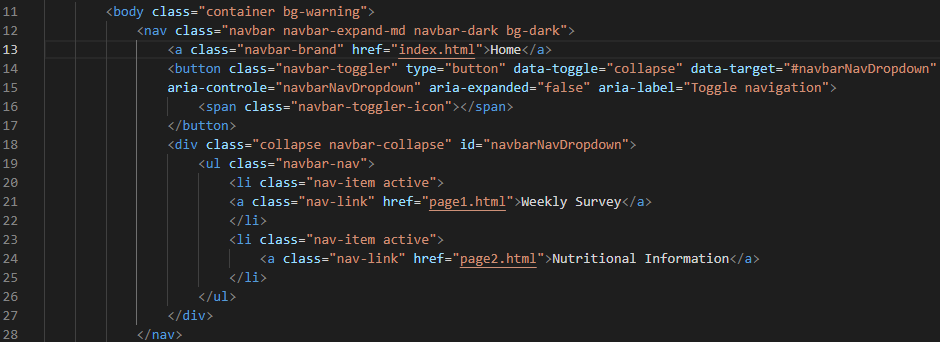 11 <body class="container bg-warning">
12 <nav class="navbar navbar-expand-md navbar-dark bg-dark">
13 <a class="navbar-brand" href="index.html">Home</a>
14 <button class="navbar-toggler" type="button" data-toggle="collapse" data-target="#navbarNavDropdown"
15 aria-controle="navbarNavDropdown" aria-expanded="false" aria-label="Toggle navigation">
16 <span class="navbar-toggler-icon"></span>
17 </button>
18 <div class="collapse navbar-collapse" id="navbarNavDropdown">
19 <ul class="navbar-nav">
20 <li class="nav-item active">
21 <a class="nav-link" href="page1.html">Weekly Survey</a>
22 </li>
23 <li class="nav-item active">
24 <a class="nav-link" href="page2.html">Nutritional Information</a>
25 </li>
26 </ul>
27 </div>
28 </nav>